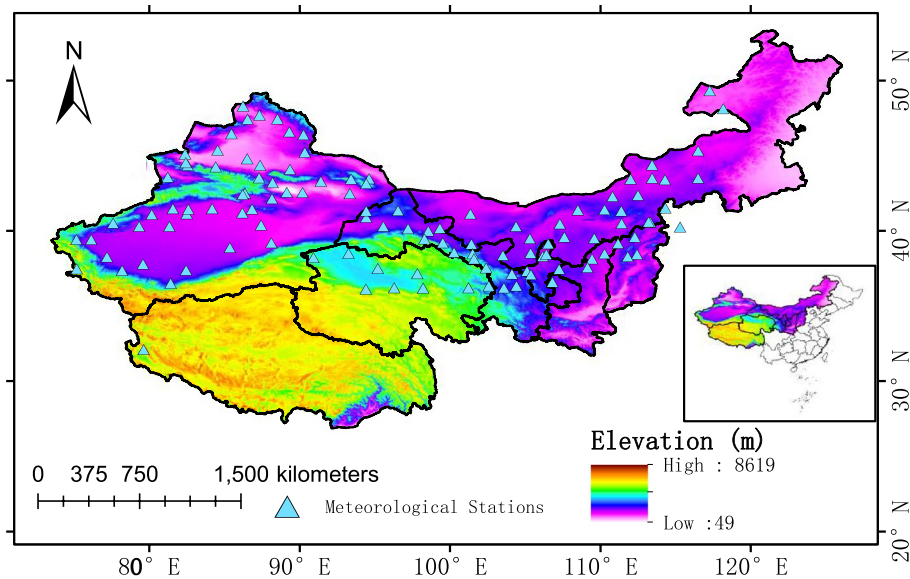 N
50° N
40° N
30° N
20° N
Elevation (m)
High : 8619
Low :49
0 375 750 1,500 kilometers
Meteorological Stations
80° E 90° E 100° E 110° E 120° E